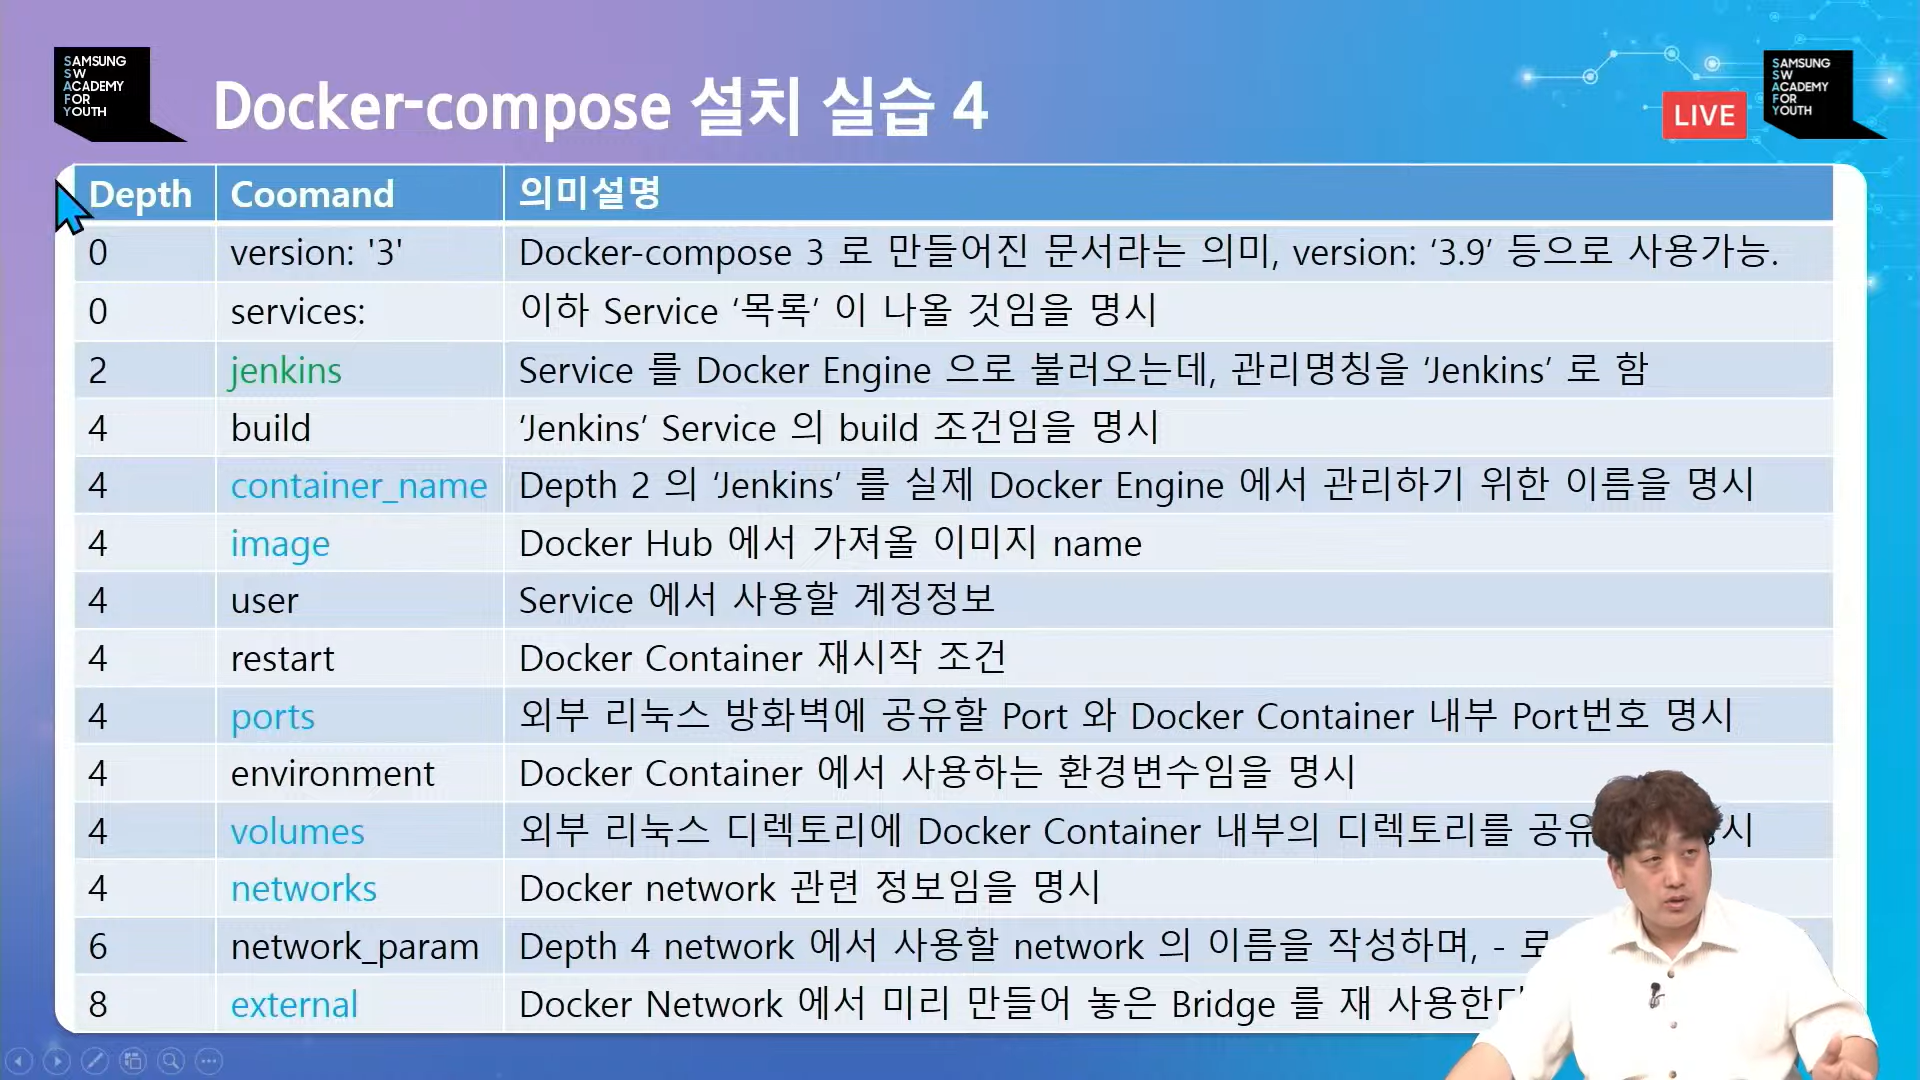 SAMSUNG
SW
ACADEMY
FOR
YOUTH
Docker-compose 설치 실습 4
LIVE
SAMSUNG
SW
ACADEMY
FOR
YOUTH
Depth Coomand 의미설명
0 version: '3' Docker-compose 3 로 만들어진 문서라는 의미, version: ‘3.9’ 등으로 사용가능.
0 services: 이하 Service ‘목록’ 이 나올 것임을 명시
2 jenkins Service 를 Docker Engine 으로 불러오는데, 관리명칭을 ‘Jenkins’ 로 함
4 build ‘Jenkins’ Service 의 build 조건임을 명시
4 container_name Depth 2 의 ‘Jenkins’ 를 실제 Docker Engine 에서 관리하기 위한 이름을 명시
4 image Docker Hub 에서 가져올 이미지 name
4 user Service 에서 사용할 계정정보
4 restart Docker Container 재시작 조건
4 ports 외부 리눅스 방화벽에 공유할 Port 와 Docker Container 내부 Port번호 명시
4 environment Docker Container 에서 사용하는 환경변수임을 명시
4 volumes 외부 리눅스 디렉토리에 Docker Container 내부의 디렉토리를 공유
4 networks Docker network 관련 정보임을 명시
6 network_param Depth 4 network 에서 사용할 network 의 이름을 작성하며, - 로
8 external Docker Network 에서 미리 만들어 놓은 Bridge 를 재